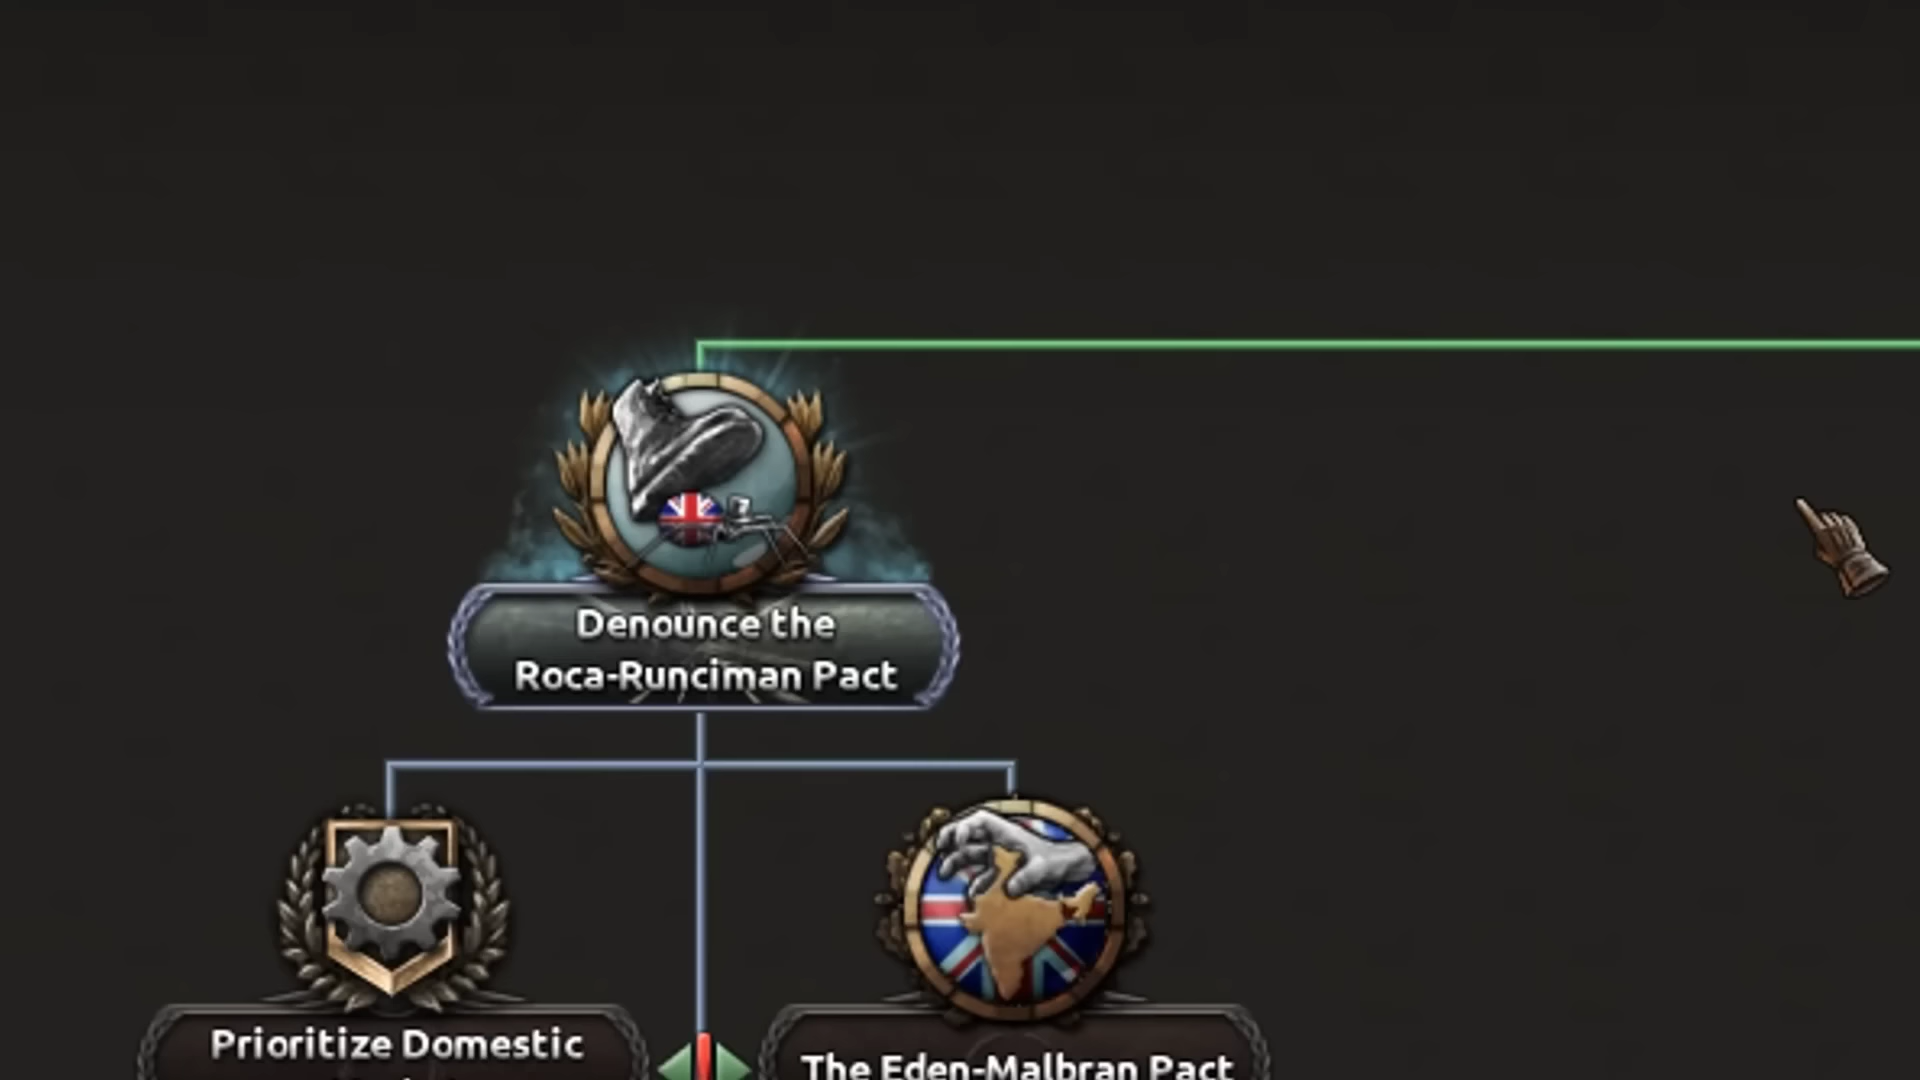 Denounce the
Roca-Runciman Pact
Prioritize Domestic
The Eden-Malbran Pact